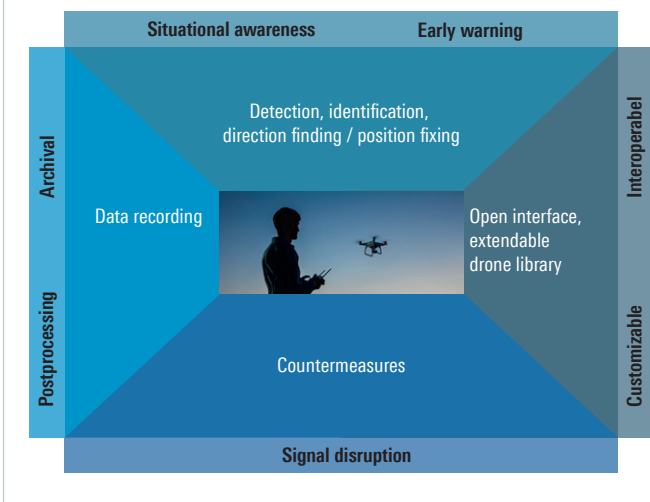 Situational awareness
Early warning
Archival
Interoperabel
Detection, identification,
direction finding / position fixing
Data recording
Open interface,
extendable
drone library
Postprocessing
Customizable
Countermeasures
Signal disruption